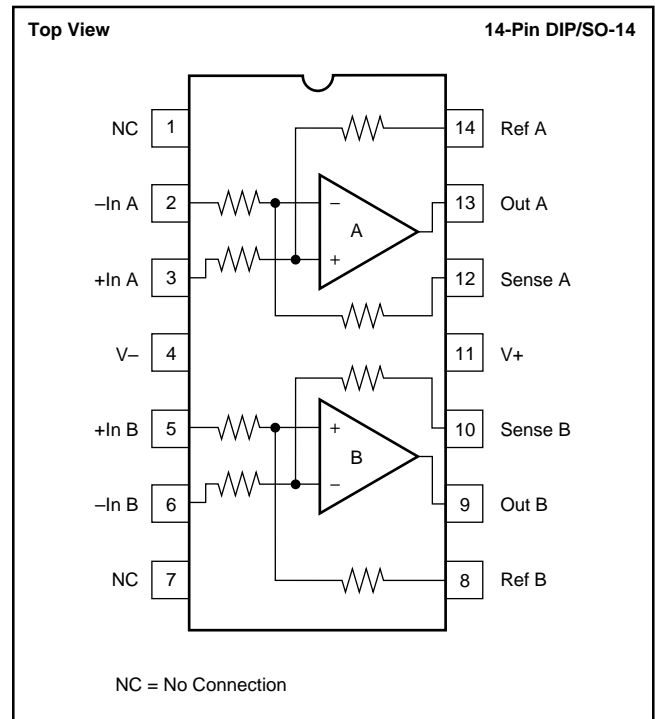 Top View 14-Pin DIP/SO-14
NC 1 14 Ref A
–In A 2 – 13 Out A
A
+In A 3 + 12 Sense A
V– 4 11 V+
+In B 5 + 10 Sense B
B
–In B 6 – 9 Out B
NC 7 8 Ref B
NC = No Connection